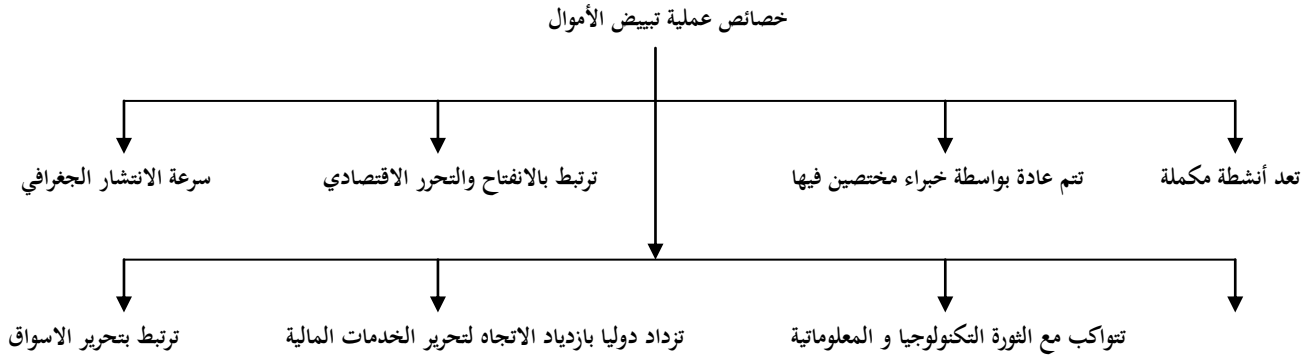 خصائص عملية تبييض الأموال
تعد أنشطة مكملة
تتم عادة بواسطة خبراء مختصين فيها
ترتبط بالانفتاح والتحرر الاقتصادي
سرعة الانتشار الجغرافي
تتواكب مع الثورة التكنولوجيا و المعلوماتية
تزداد دوليا بازدياد الاتجاه لتحرير الخدمات المالية
ترتبط بتحرير الاسواق